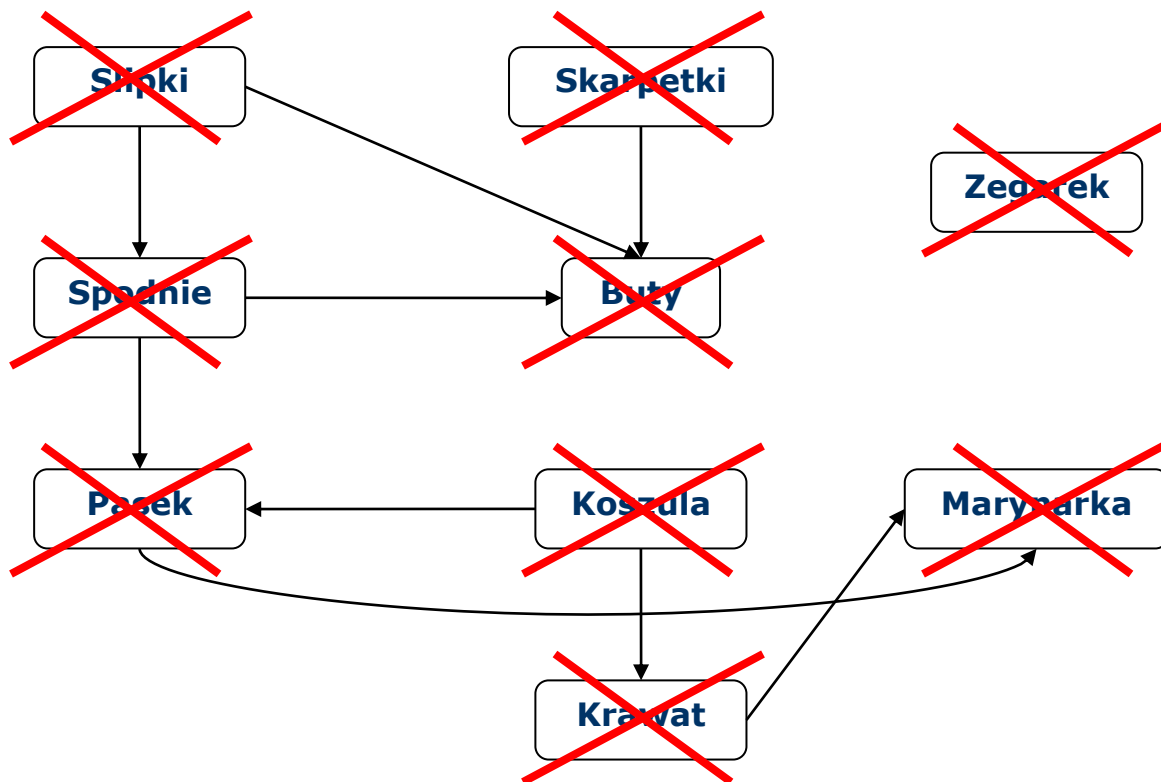 Slipki
Skarpetki
Zegarek
Spodnie
Buty
Pasek
Koszula
Marynarka
Krawat